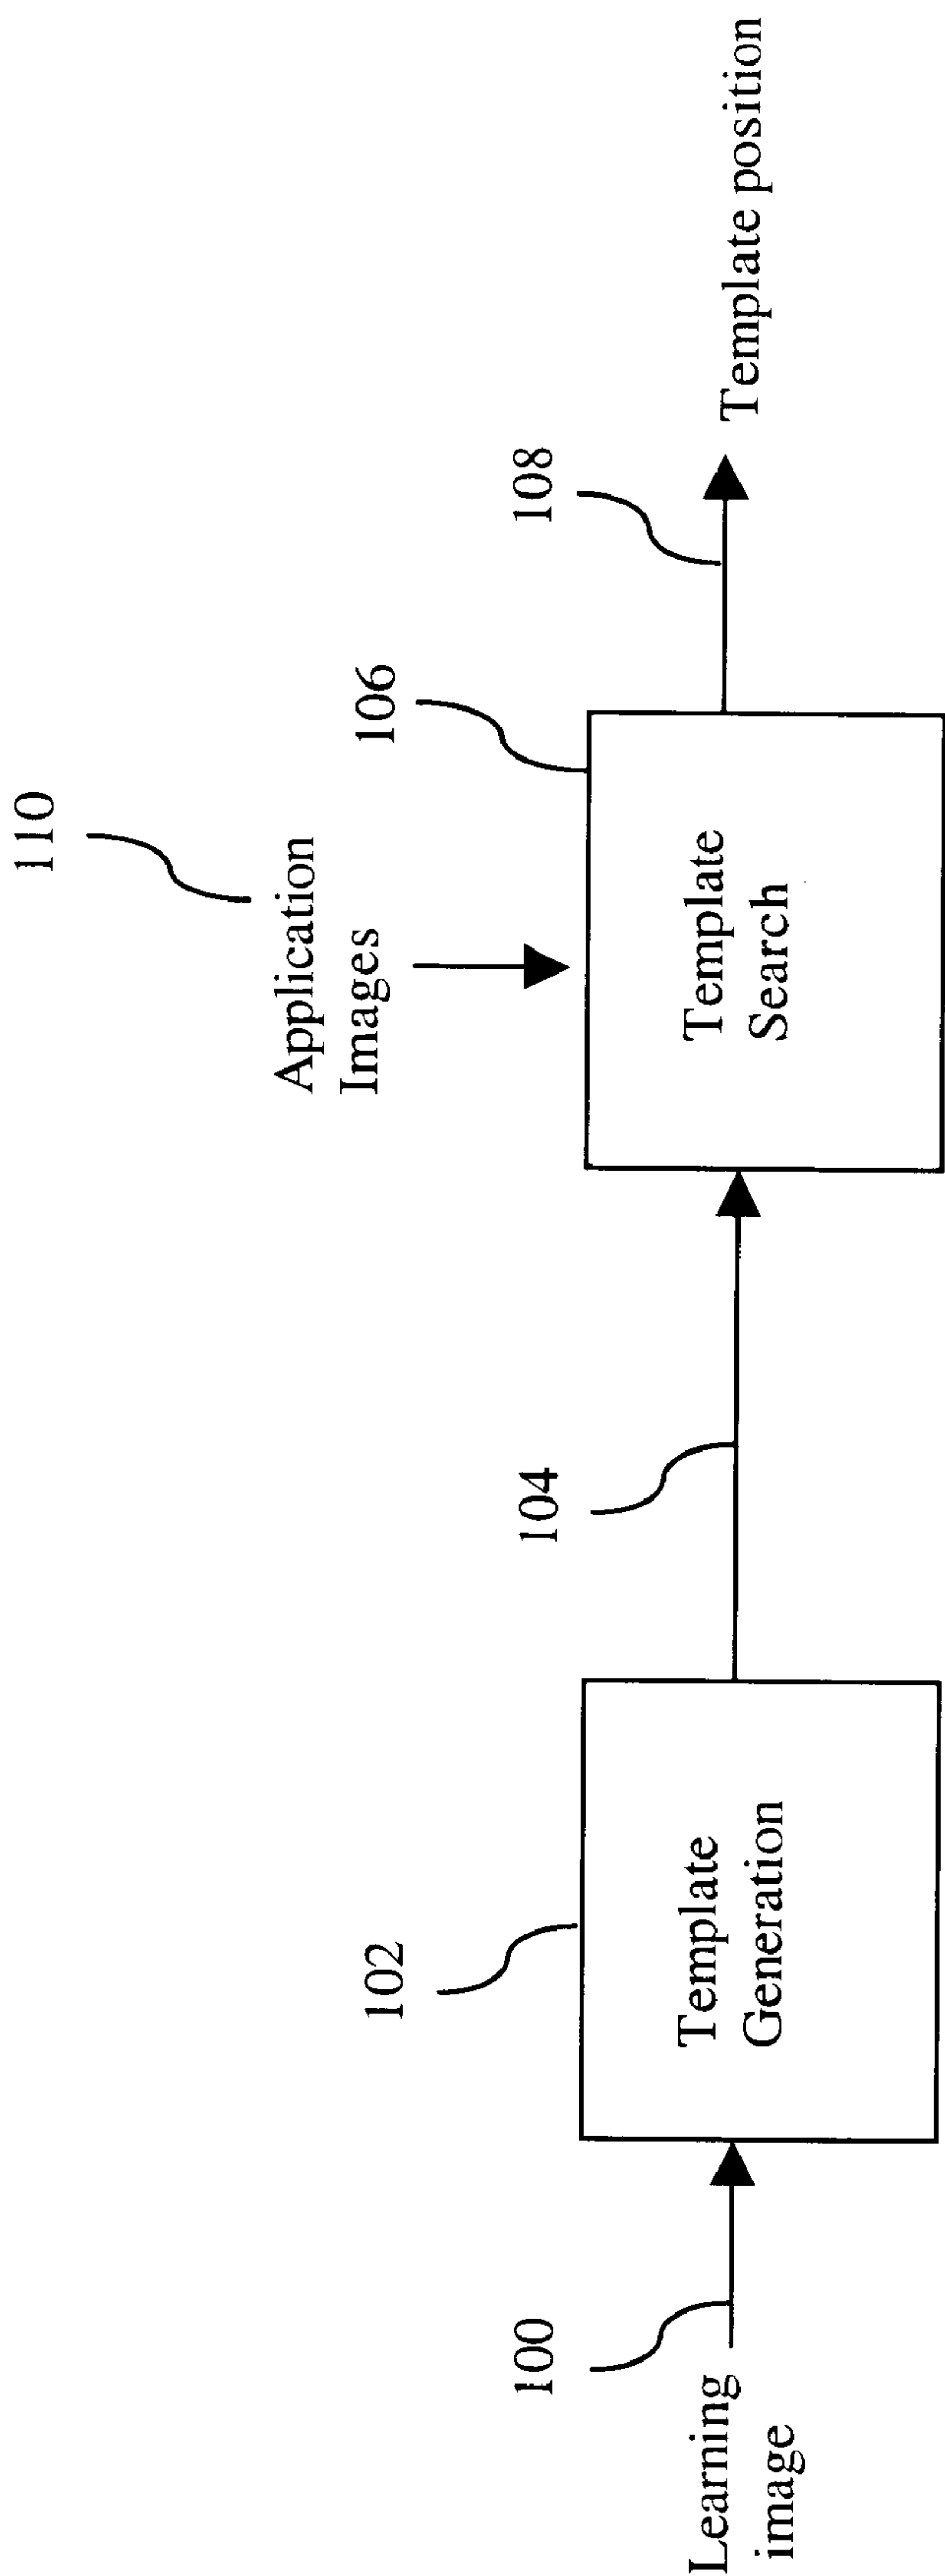 110
Application
Images
106
108
102
104
100
Learning
image
Template
Generation
Template
Search
Template position